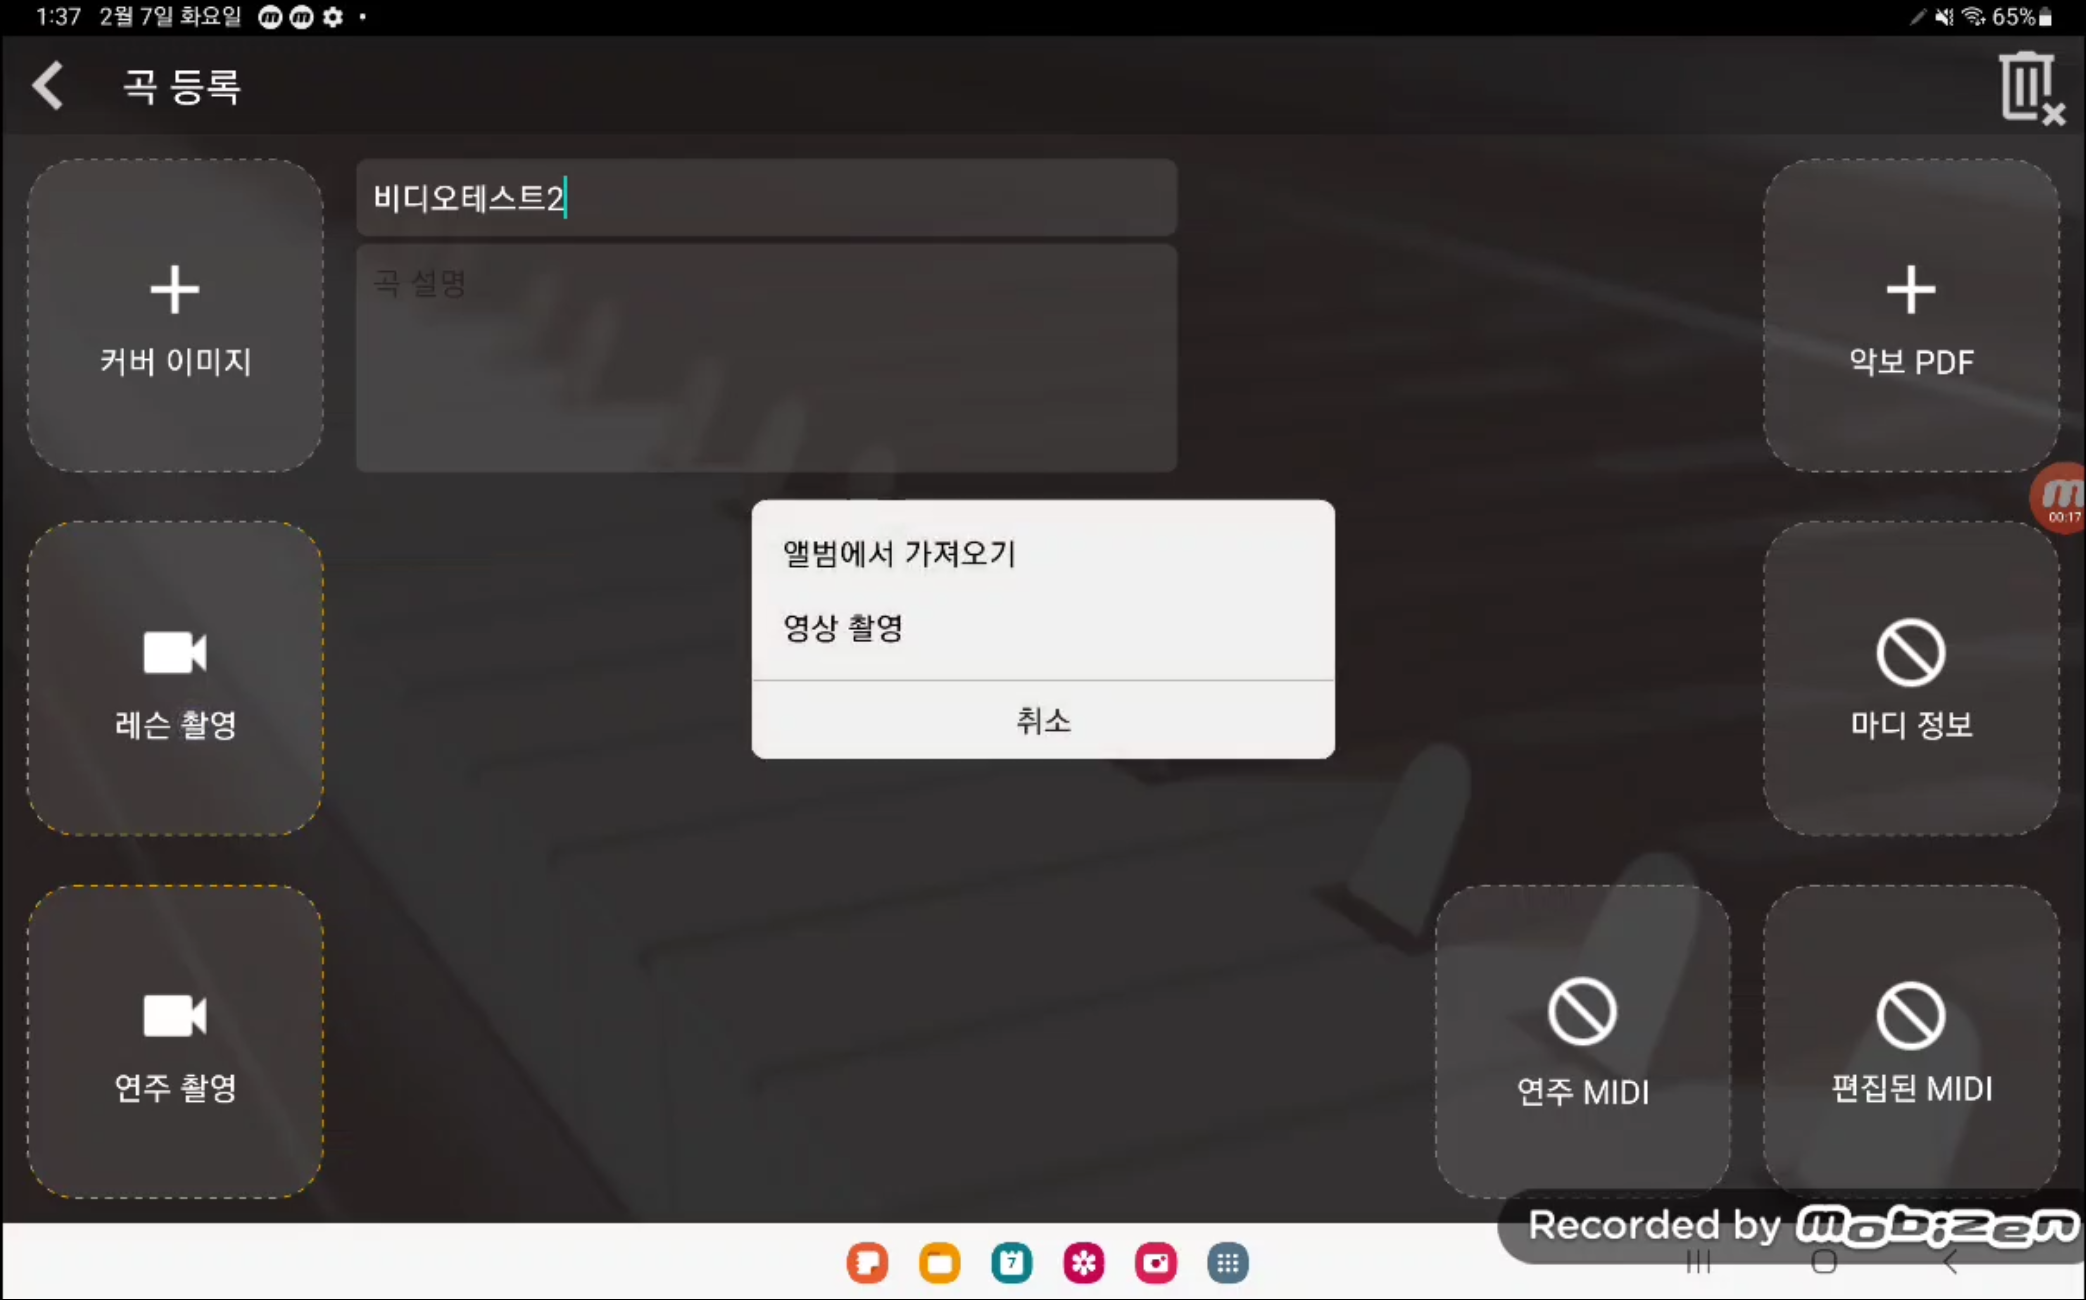 1:37 2월 7일 화요일
65%
곡 등록
비디오테스트2
곡 설명
커버 이미지
악보 PDF
00:17
앨범에서 가져오기
영상 촬영
취소
레슨 촬영
마디 정보
연주 촬영
연주 MIDI
편집된 MIDI
Recorded by mobizen
7